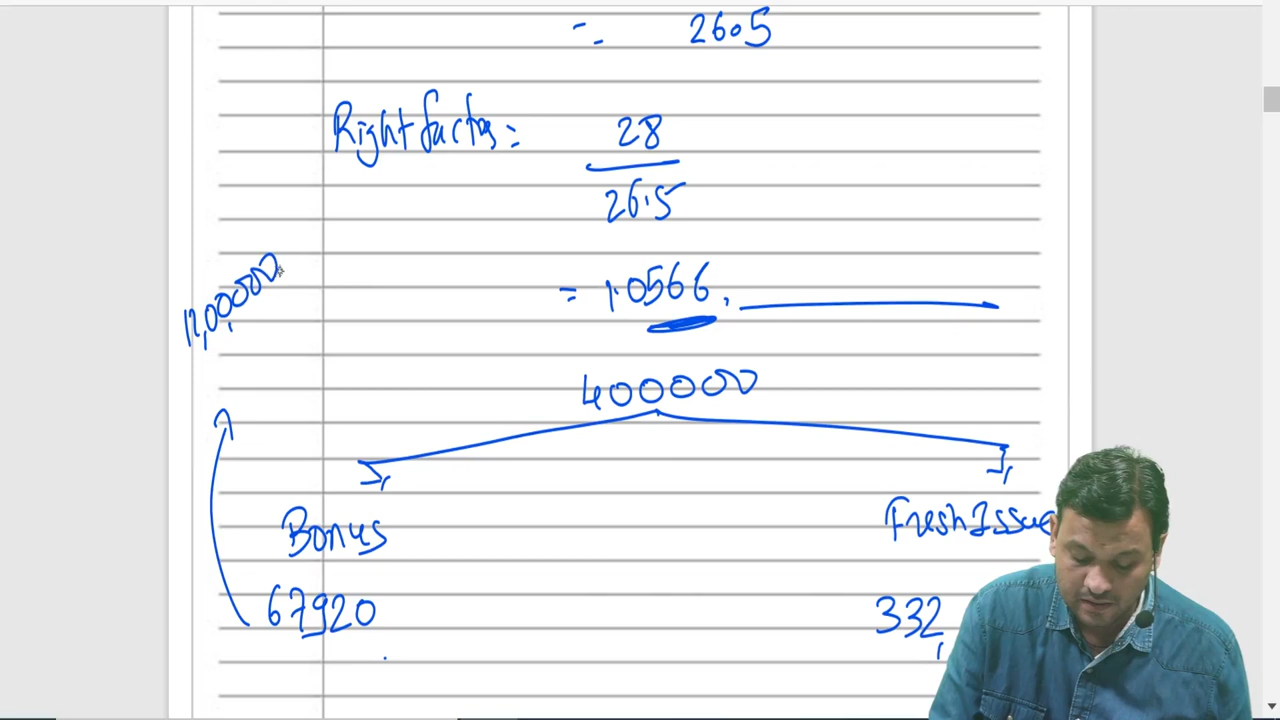 = 26.5
Right factor =
28
26.5
= 1.0566,
12,00,000
400000
Bonus
Fresh Issue
67920
332,